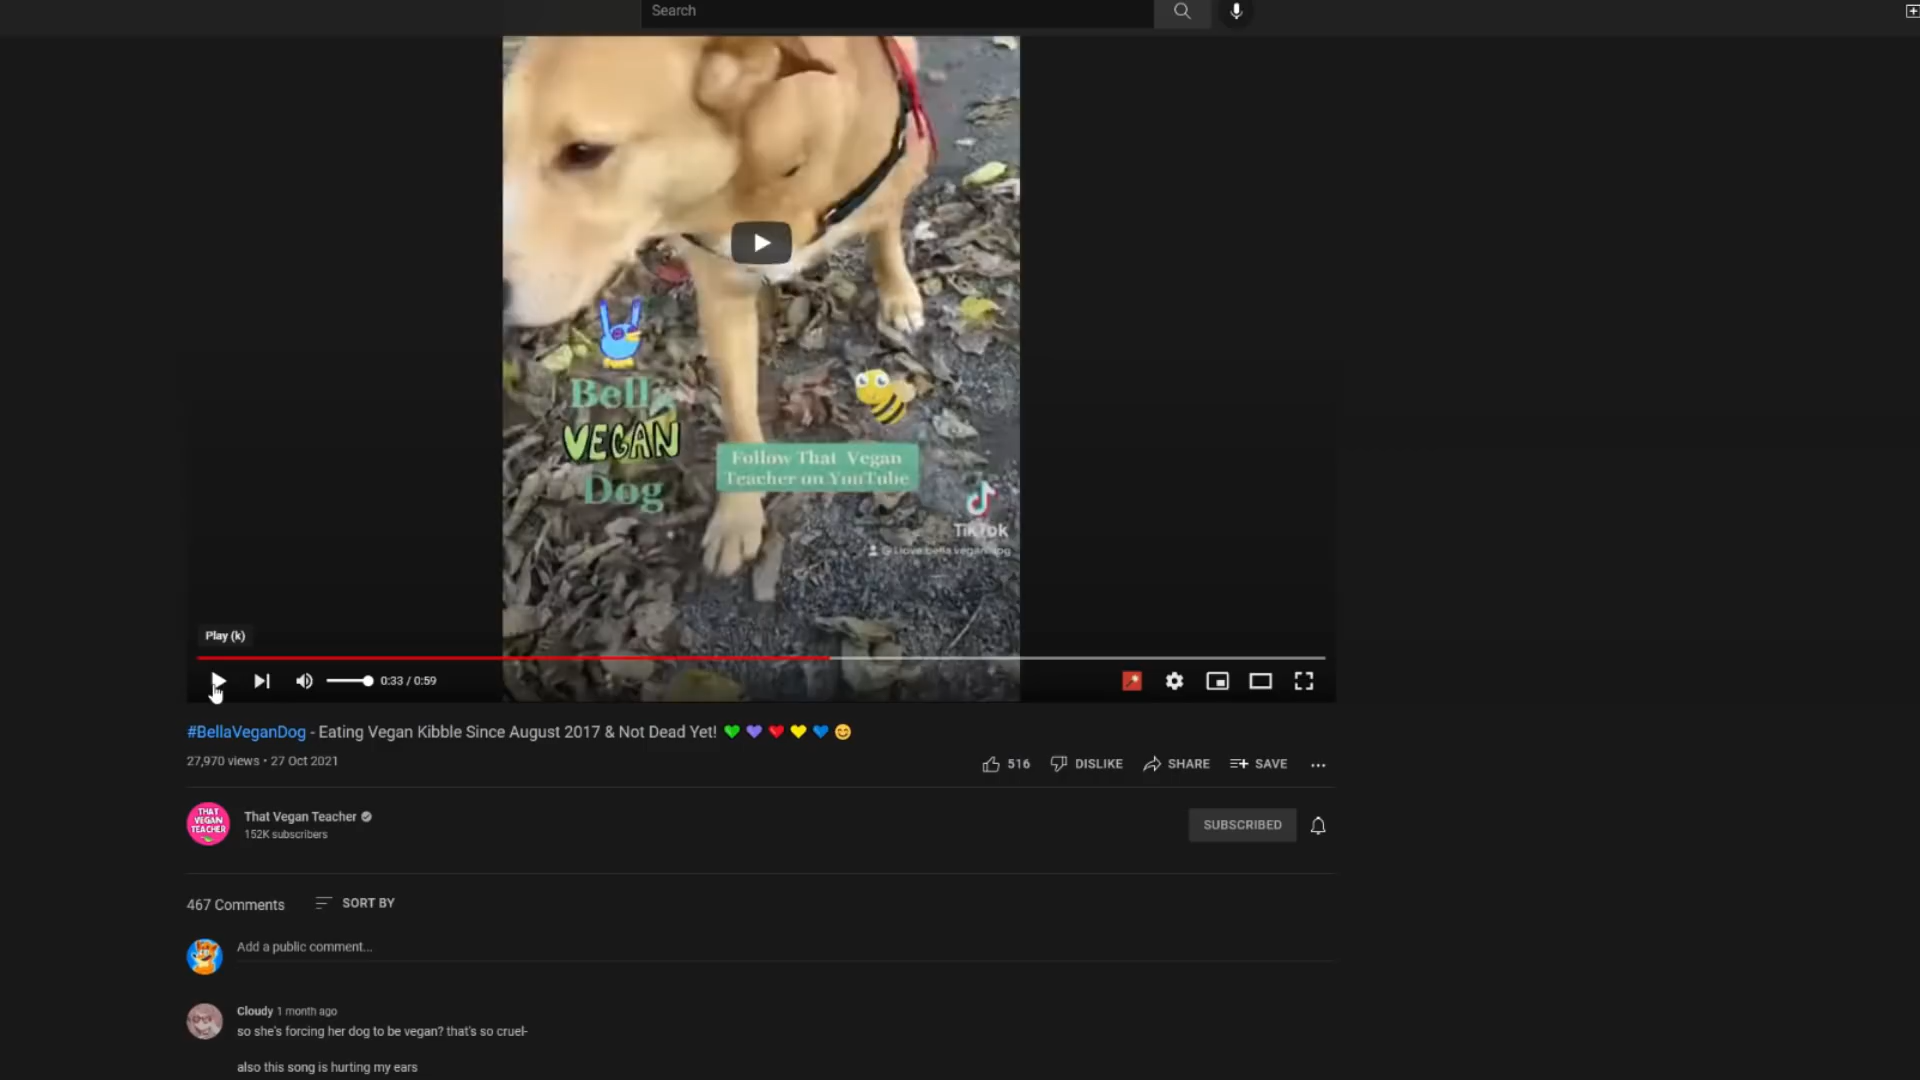 Search
Bella
VEGAN
Dog
Follow That Vegan
Teacher on YouTube
TikTok
Play (k)
0:33 / 0:59
#BellaVeganDog - Eating Vegan Kibble Since August 2017 & Not Dead Yet!
27,970 views • 27 Oct 2021
516
DISLIKE
SHARE
SAVE
THAT
VEGAN
TEACHER
That Vegan Teacher
152K subscribers
SUBSCRIBED
467 Comments
SORT BY
Add a public comment...
Cloudy 1 month ago
so she's forcing her dog to be vegan? that's so cruel-
also this song is hurting my ears